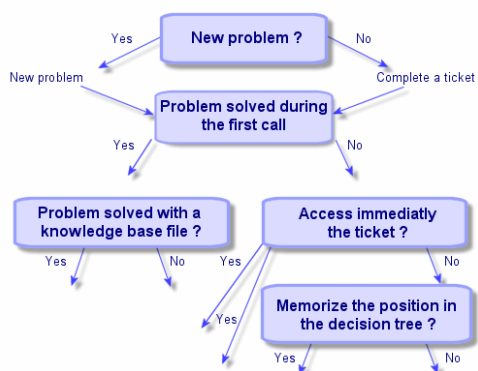 Yes
New problem ?
No
New problem
Complete a ticket
Problem solved during
the first call
Yes
No
Problem solved with a
knowledge base file ?
Access immediatly
the ticket ?
Yes
No
Yes
No
Yes
Memorize the position in
the decision tree ?
Yes
No